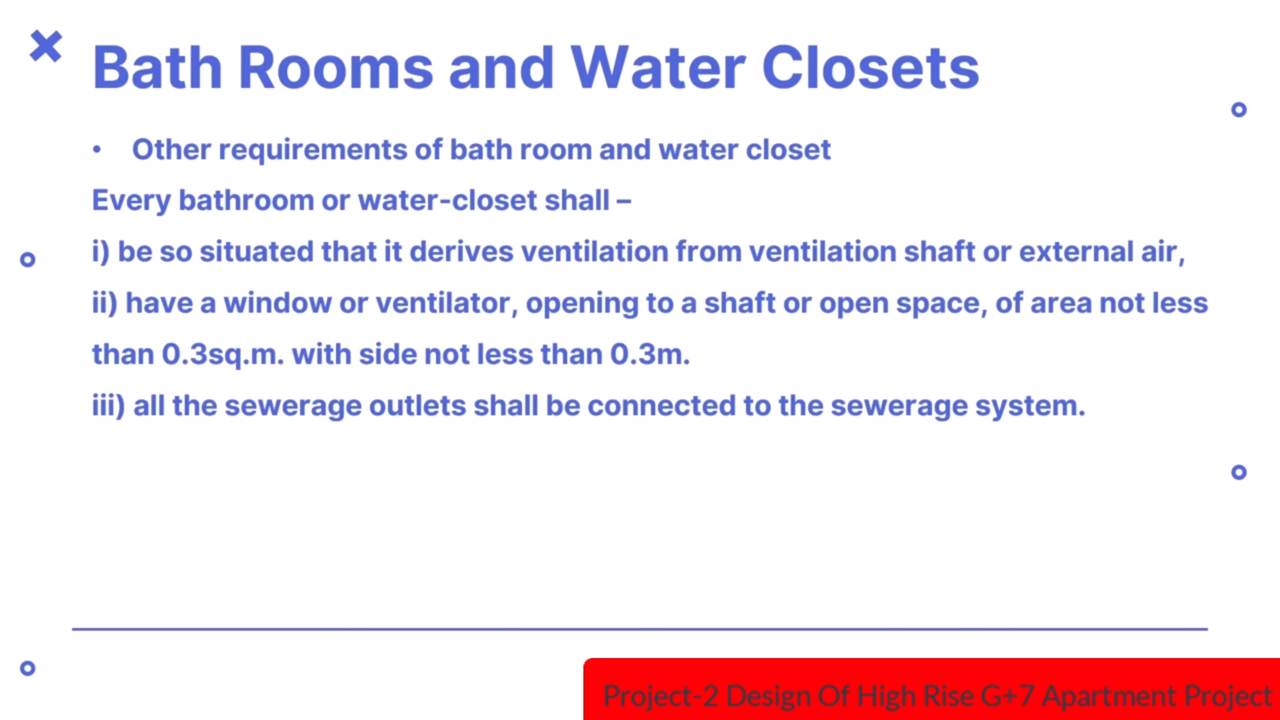 Bath Rooms and Water Closets
• Other requirements of bath room and water closet
Every bathroom or water-closet shall –
i) be so situated that it derives ventilation from ventilation shaft or external air,
ii) have a window or ventilator, opening to a shaft or open space, of area not less
than 0.3sq.m. with side not less than 0.3m.
iii) all the sewerage outlets shall be connected to the sewerage system.
Project-2 Design Of High Rise G+7 Apartment Project